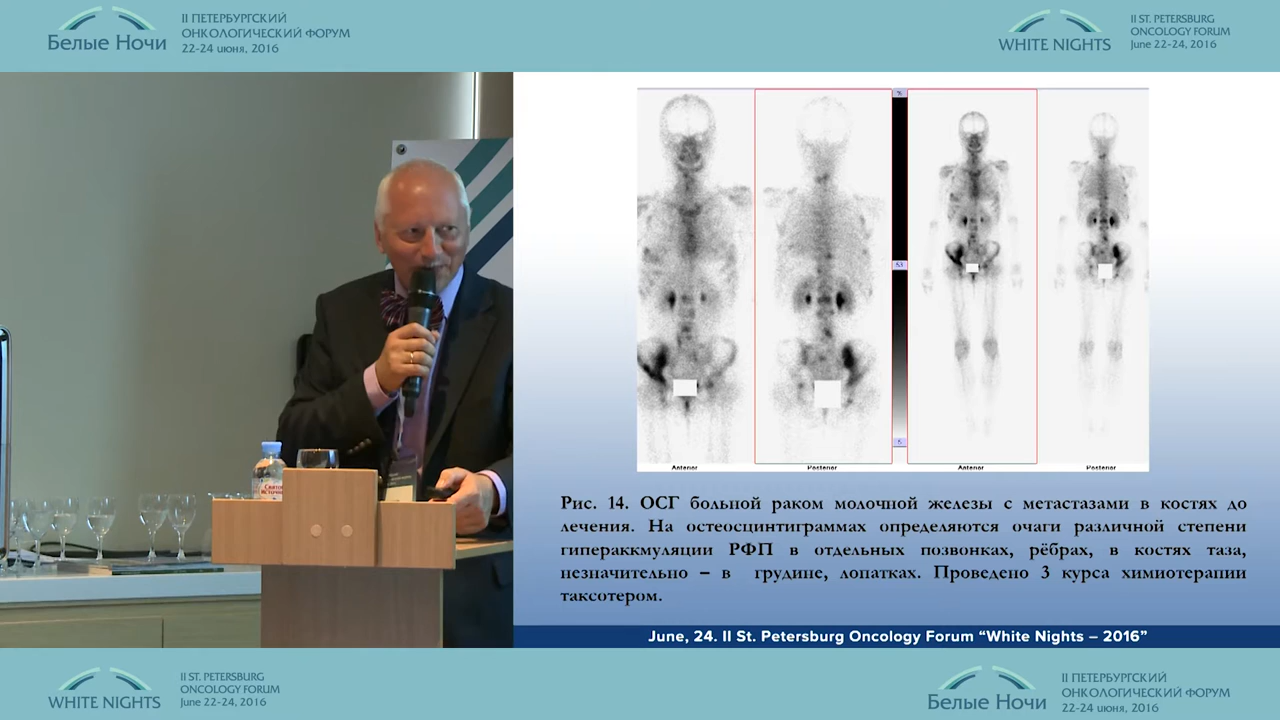 II ПЕТЕРБУРГСКИЙ
ОНКОЛОГИЧЕСКИЙ ФОРУМ
22-24 июня, 2016
Белые Ночи
II ST. PETERSBURG
ONCOLOGY FORUM
June 22-24, 2016
WHITE NIGHTS
%
53
5
Anterior
Posterior
Anterior
Posterior
Рис. 14. ОСГ больной раком молочной железы с метастазами в костях до
лечения. На остеосцинтиграммах определяются очаги различной степени
гипераккмуляции РФП в отдельных позвонках, рёбрах, в костях таза,
незначительно – в грудине, лопатках. Проведено 3 курса химиотерапии
таксотером.
June, 24. II St. Petersburg Oncology Forum “White Nights – 2016”
II ST. PETERSBURG
ONCOLOGY FORUM
June 22-24, 2016
WHITE NIGHTS
II ПЕТЕРБУРГСКИЙ
ОНКОЛОГИЧЕСКИЙ ФОРУМ
22-24 июня, 2016
Белые Ночи